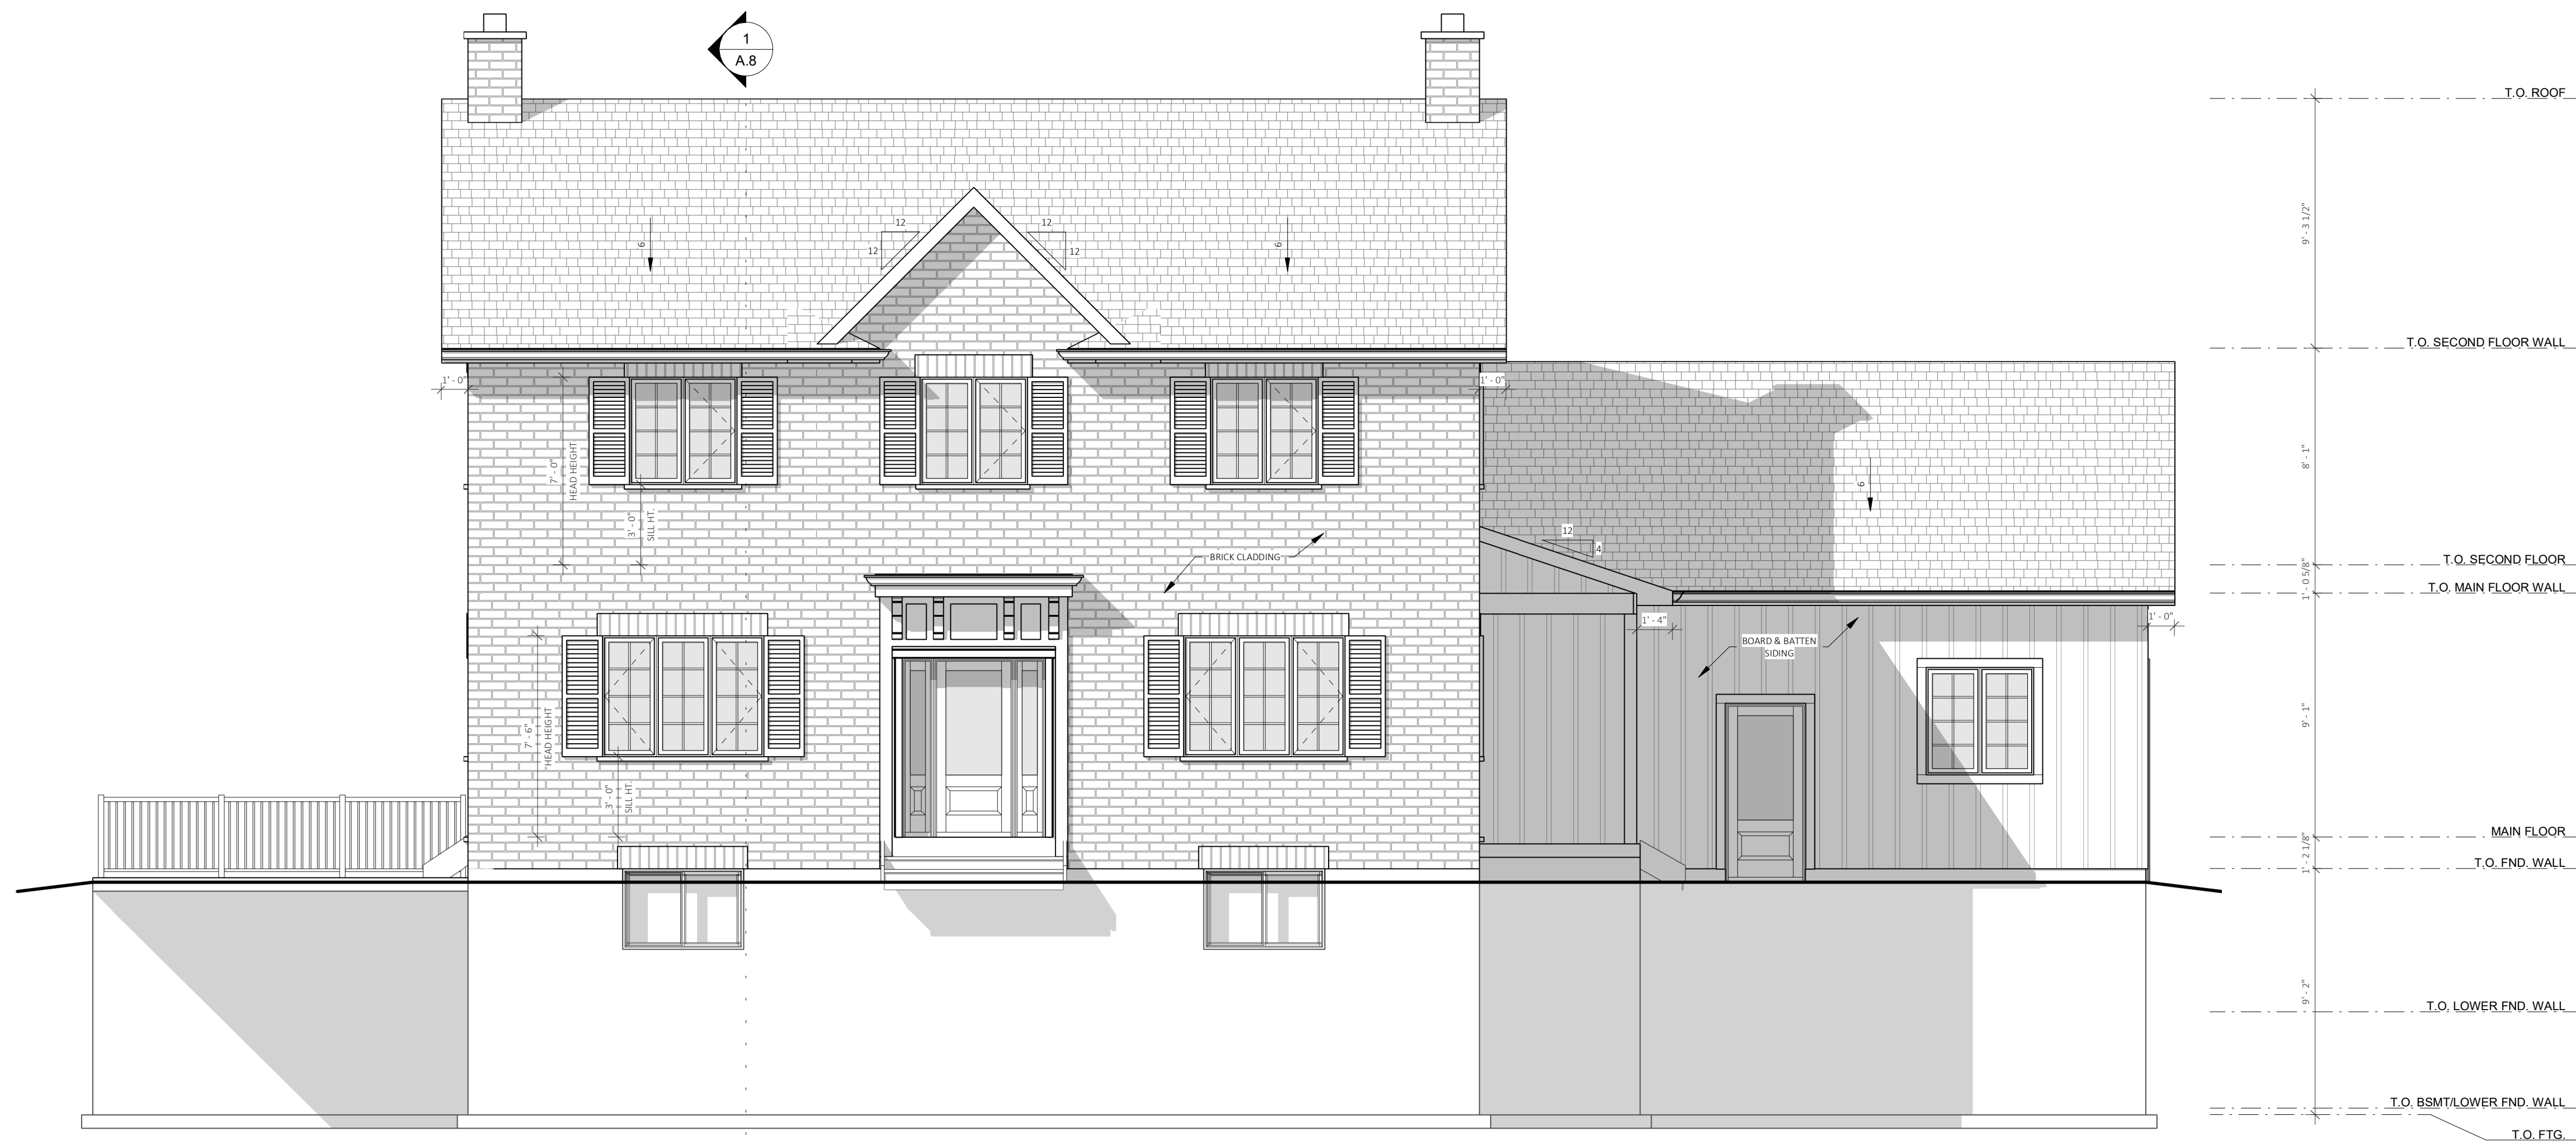 1
A.8
T.O. ROOF
12
12
12
12
6
6
9' - 3 1/2"
T.O. SECOND FLOOR WALL
1' - 0"
1' - 0"
7' - 0"
HEAD HEIGHT
3' - 0"
SILL HT.
8' - 1"
6
12
4
BRICK CLADDING
T.O. SECOND FLOOR
1' - 0 5/8"
T.O. MAIN FLOOR WALL
1' - 4"
1' - 0"
BOARD & BATTEN
SIDING
7' - 6"
HEAD HEIGHT
3' - 0"
SILL HT.
9' - 1"
MAIN FLOOR
1' - 2 1/8"
T.O. FND. WALL
9' - 2"
T.O. LOWER FND. WALL
T.O. BSMT/LOWER FND. WALL
T.O. FTG.